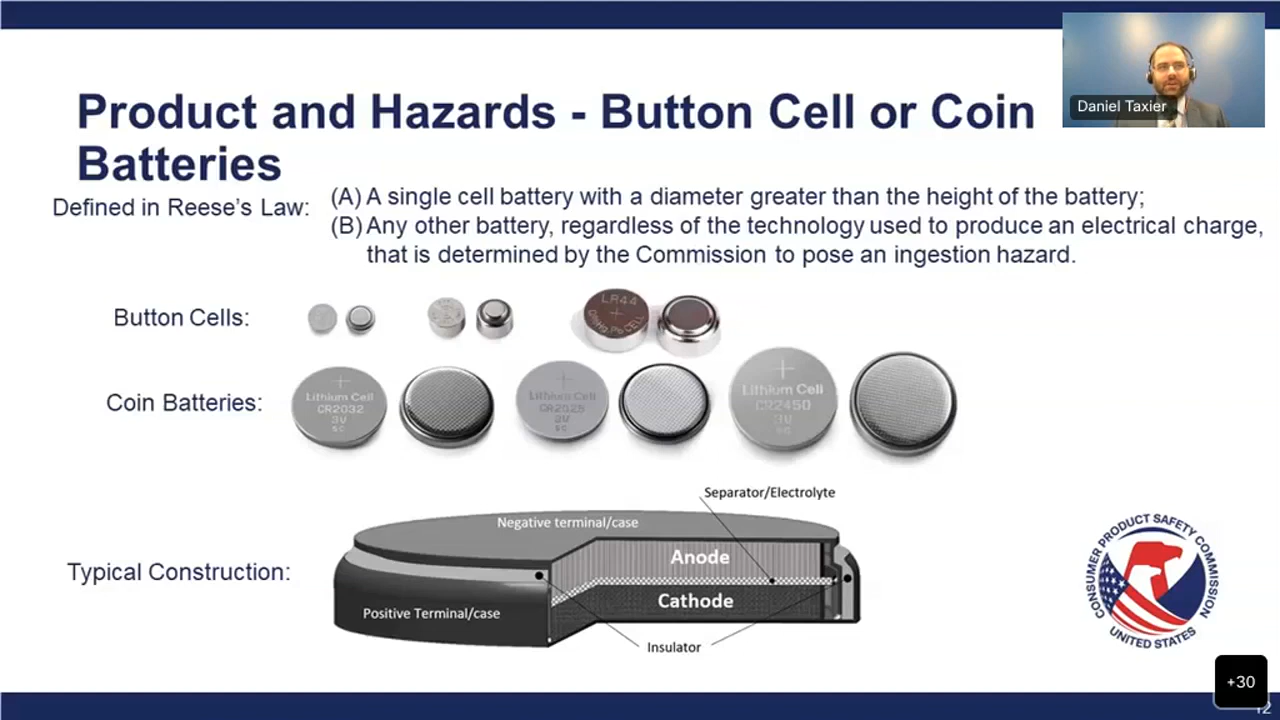 Product and Hazards - Button Cell or Coin
Batteries
Daniel Taxier
Defined in Reese's Law:
(A) A single cell battery with a diameter greater than the height of the battery;
(B) Any other battery, regardless of the technology used to produce an electrical charge,
that is determined by the Commission to pose an ingestion hazard.
Button Cells:
LR44
CELL
Coin Batteries:
Lithium Cell
CR2032
3V
Lithium Cell
CR2025
3V
Lithium Cell
CR2450
3V
Typical Construction:
Separator/Electrolyte
Negative terminal/case
Anode
Cathode
Positive Terminal/case
Insulator
CONSUMER PRODUCT SAFETY COMMISSION
UNITED STATES
+30
12